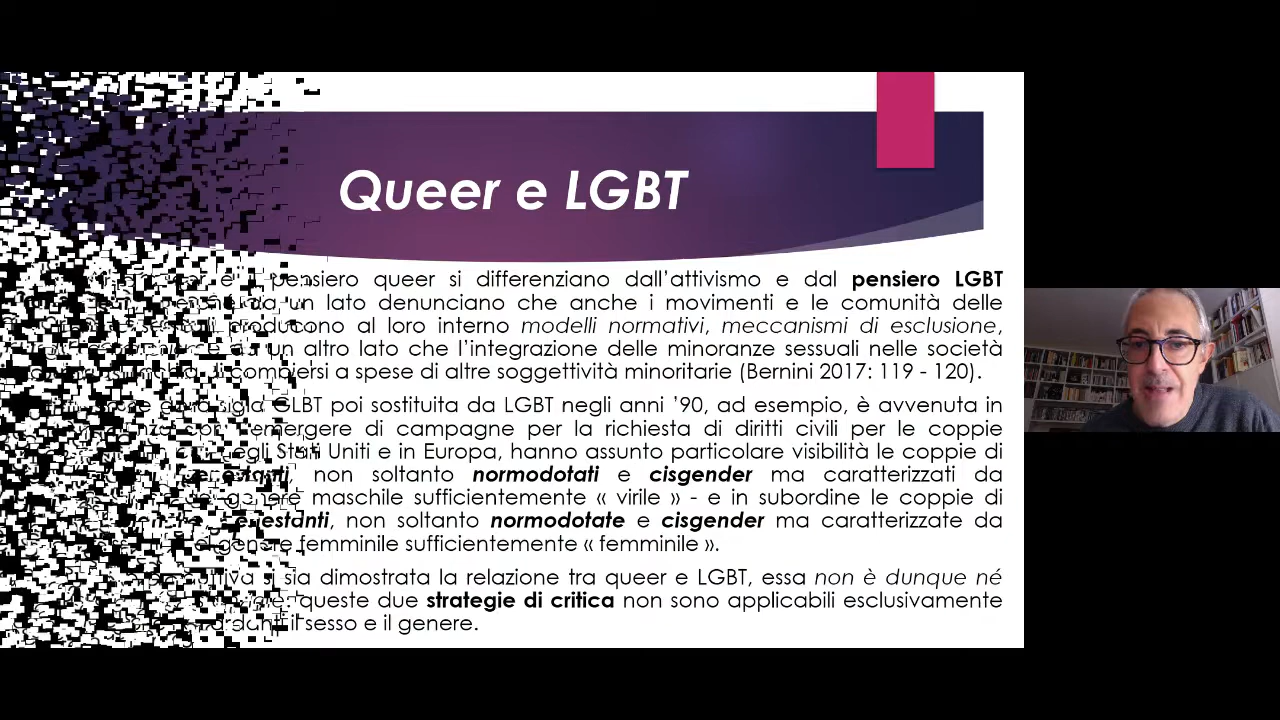 Queer e LGBT
pensiero queer si differenziano dall'attivismo e dal pensiero LGBT
un lato denunciano che anche i movimenti e le comunità delle
producono al loro interno modelli normativi, meccanismi di esclusione,
un altro lato che l'integrazione delle minoranze sessuali nelle società
compiersi a spese di altre soggettività minoritarie (Bernini 2017: 119 - 120).
sigla GLBT poi sostituita da LGBT negli anni '90, ad esempio, è avvenuta in
emergere di campagne per la richiesta di diritti civili per le coppie
negli Stati Uniti e in Europa, hanno assunto particolare visibilità le coppie di
non soltanto normodotati e cisgender ma caratterizzati da
genere maschile sufficientemente « virile » - e in subordine le coppie di
non soltanto normodotate e cisgender ma caratterizzate da
genere femminile sufficientemente « femminile ».
si sia dimostrata la relazione tra queer e LGBT, essa non è dunque né
queste due strategie di critica non sono applicabili esclusivamente
il sesso e il genere.